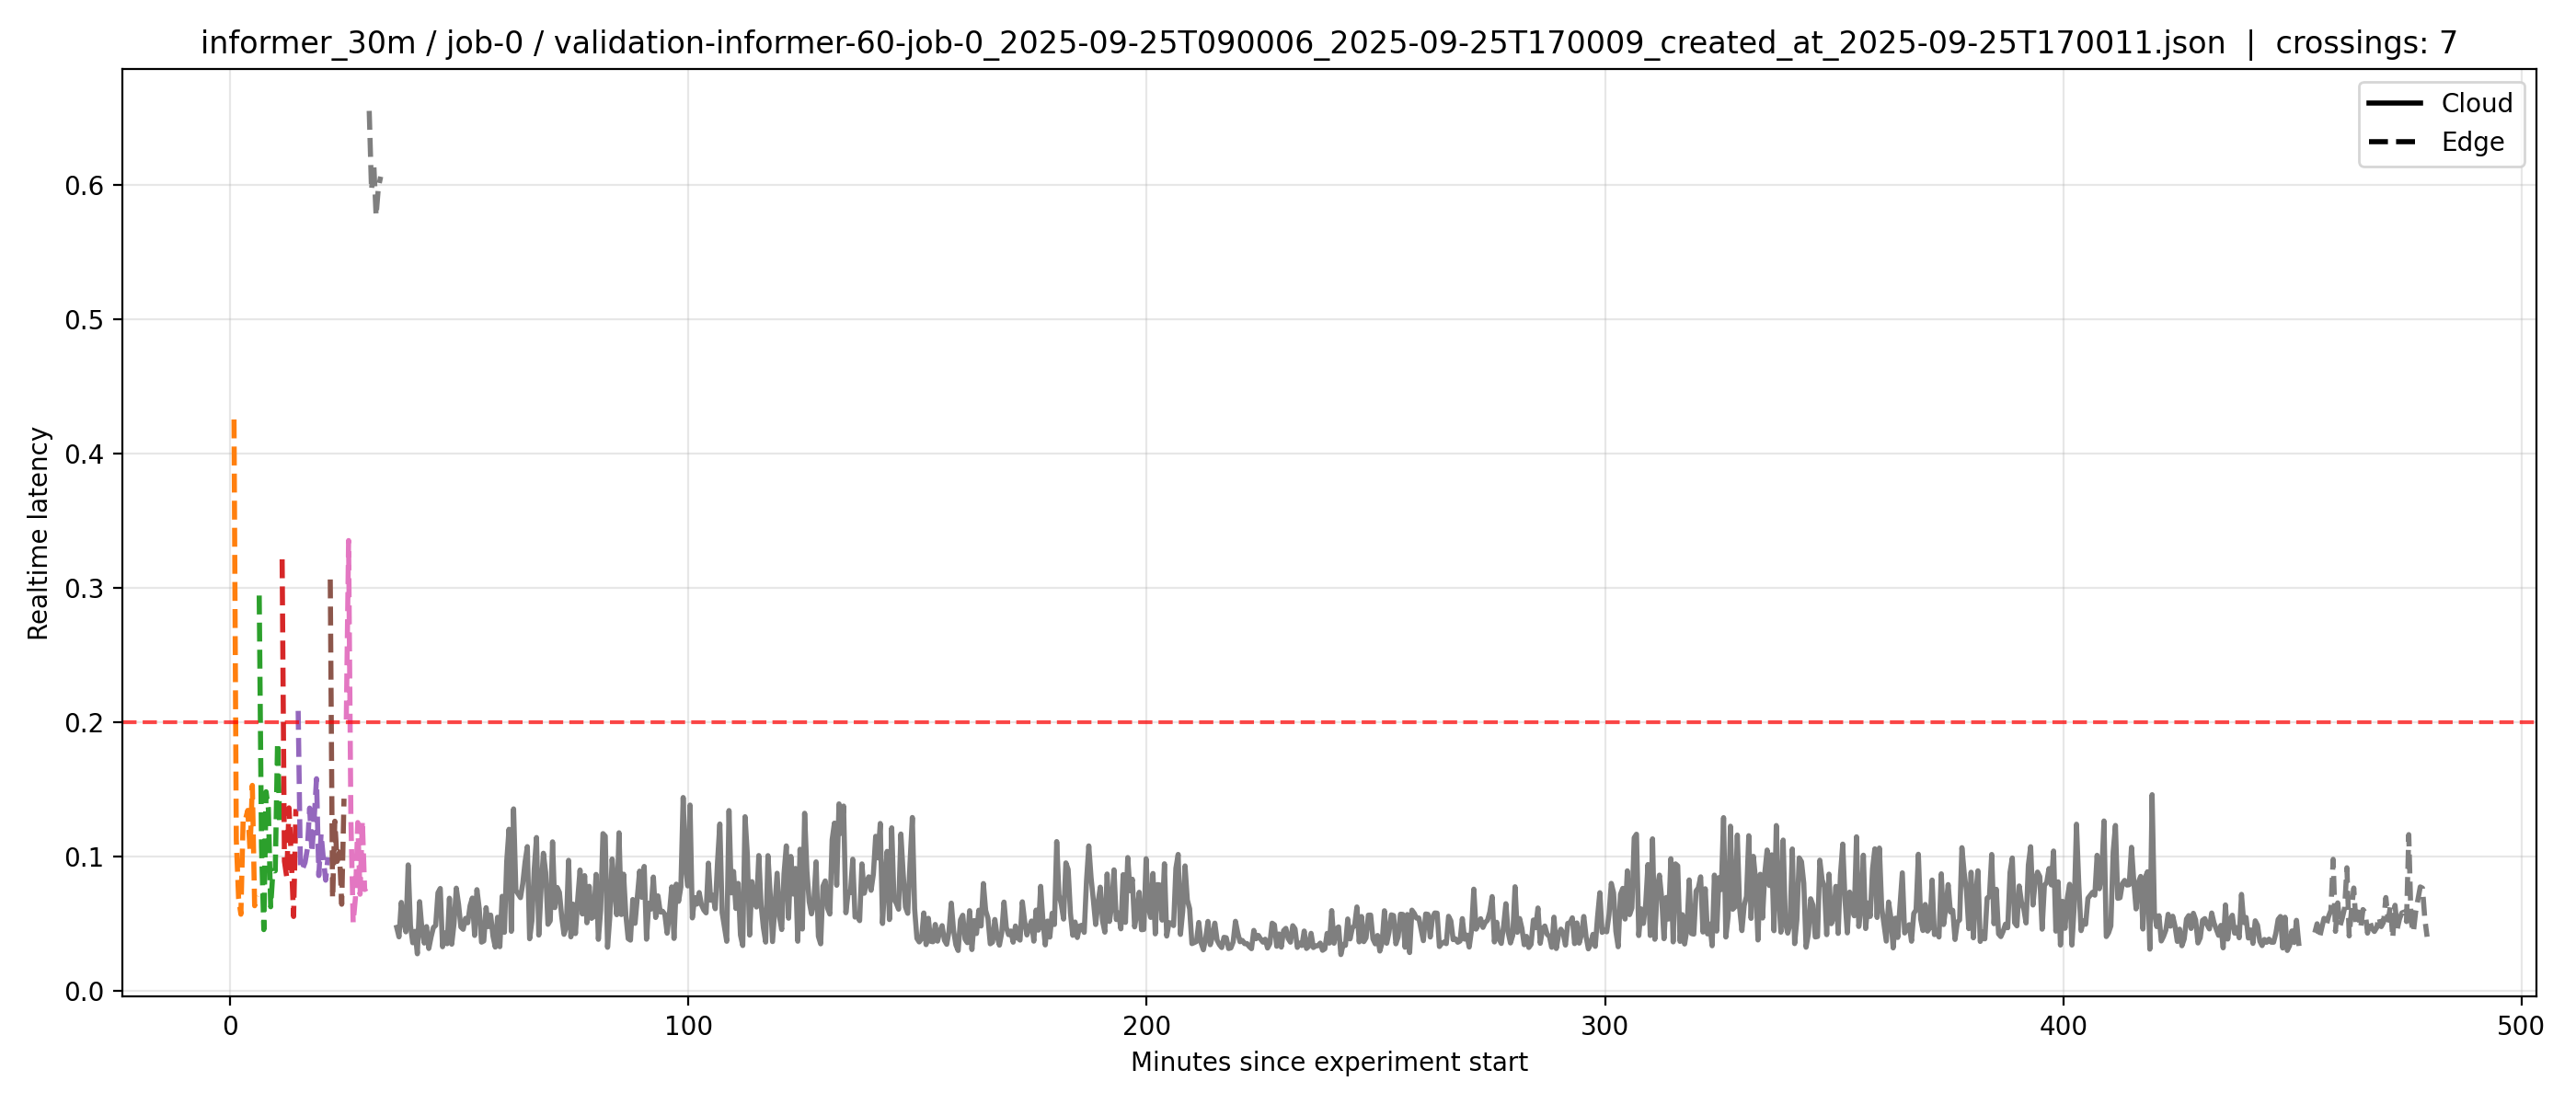 informer_30m / job-0 / validation-informer-60-job-0_2025-09-25T090006_2025-09-25T170009_created_at_2025-09-25T170011.json | crossings: 7
Cloud
Edge
Realtime latency
0.6
0.5
0.4
0.3
0.2
0.1
0.0
0
100
200
300
400
500
Minutes since experiment start